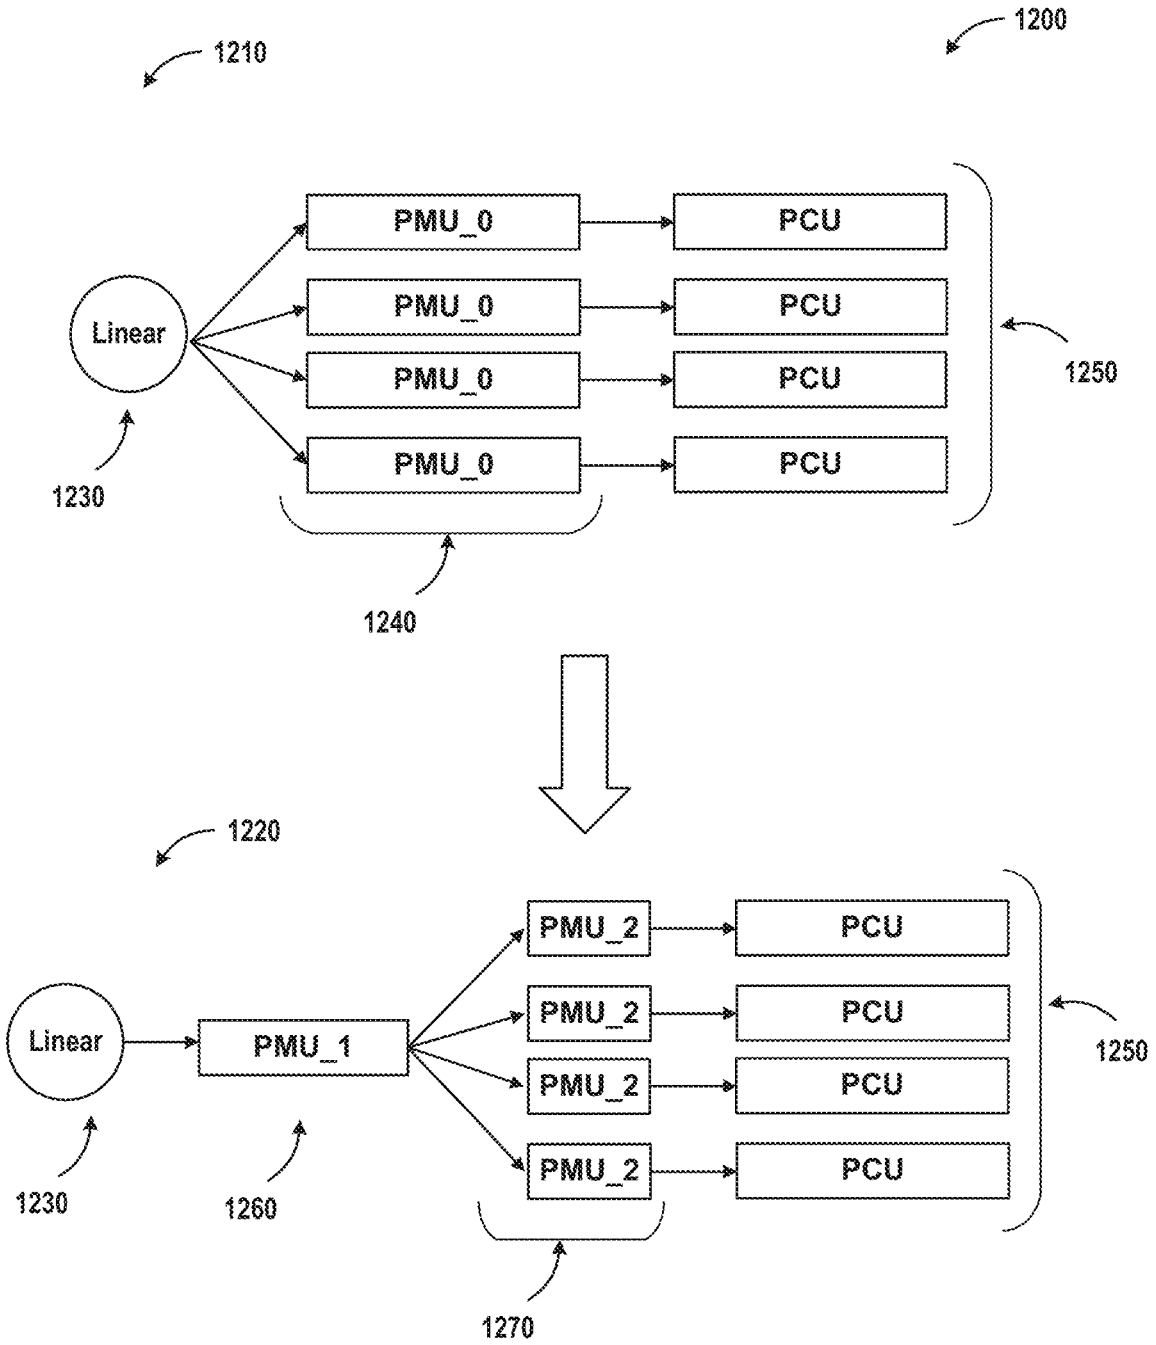 1200
1210
PMU_0 PCU
PMU_0 PCU
Linear
PMU_0 PCU
1250
PMU_0 PCU
1230
1240
1220
PMU_2 PCU
PMU_2 PCU
Linear PMU_1
1250
PMU_2 PCU
PMU_2 PCU
1230 1260
1270